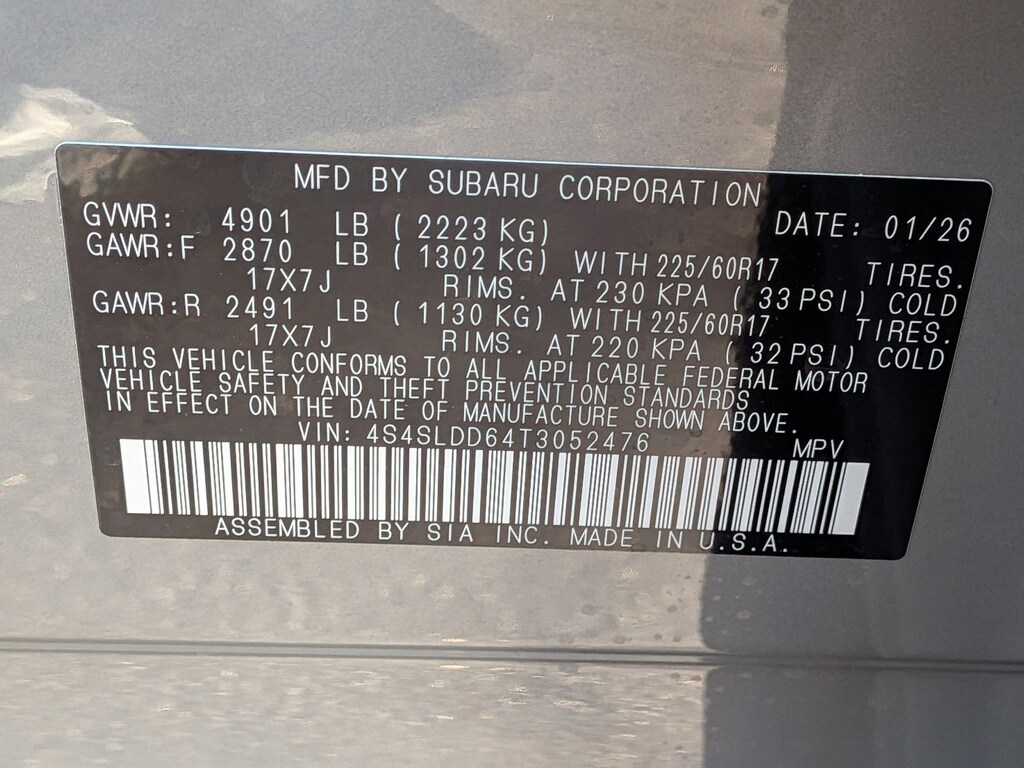 MFD BY SUBARU CORPORATION
GVWR: 4901 LB ( 2223 KG) DATE: 01/26
GAWR:F 2870 LB ( 1302 KG) WITH 225/60R17 TIRES.
17X7J RIMS. AT 230 KPA ( 33 PSI) COLD
GAWR:R 2491 LB ( 1130 KG) WITH 225/60R17 TIRES.
17X7J RIMS. AT 220 KPA ( 32 PSI) COLD
THIS VEHICLE CONFORMS TO ALL APPLICABLE FEDERAL MOTOR
VEHICLE SAFETY AND THEFT PREVENTION STANDARDS
IN EFFECT ON THE DATE OF MANUFACTURE SHOWN ABOVE.
VIN: 4S4SLDD64T3052476 MPV
ASSEMBLED BY SIA INC. MADE IN U.S.A.